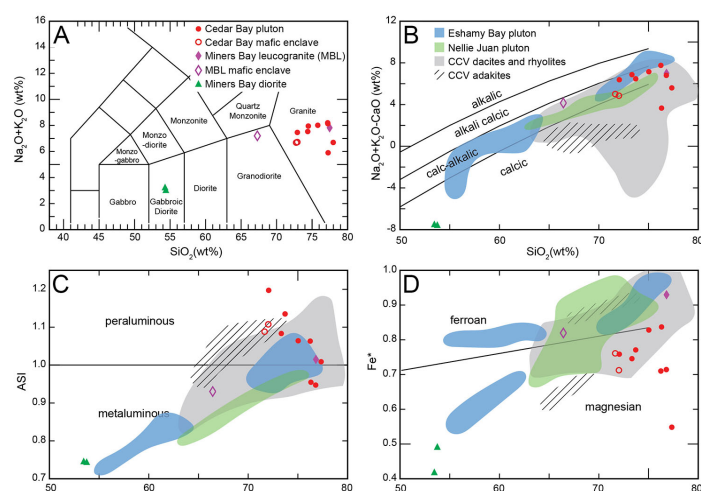 A
Cedar Bay pluton
Cedar Bay mafic enclave
Miners Bay leucogranite (MBL)
MBL mafic enclave
Miners Bay diorite
Na2O+K2O (wt%)
16
14
12
10
8
6
4
2
0
Monzo
-gabbro
Monzo
-diorite
Monzonite
Quartz
Monzonite
Granite
Gabbro
Gabbroic
Diorite
Diorite
Granodiorite
40 45 50 55 60 65 70 75 80
SiO2(wt%)
B
Eshamy Bay pluton
Nellie Juan pluton
CCV dacites and rhyolites
CCV adakites
Na2O+K2O-CaO (wt%)
12
8
4
0
-4
-8
alkalic
alkali calcic
calc-alkalic
calcic
50 60 70 80
SiO2(wt%)
C
ASI
1.2
1.1
1.0
0.9
0.8
0.7
peraluminous
metaluminous
50 60 70 80
D
Fe*
1.0
0.9
0.8
0.7
0.6
0.5
0.4
ferroan
magnesian
50 60 70 80